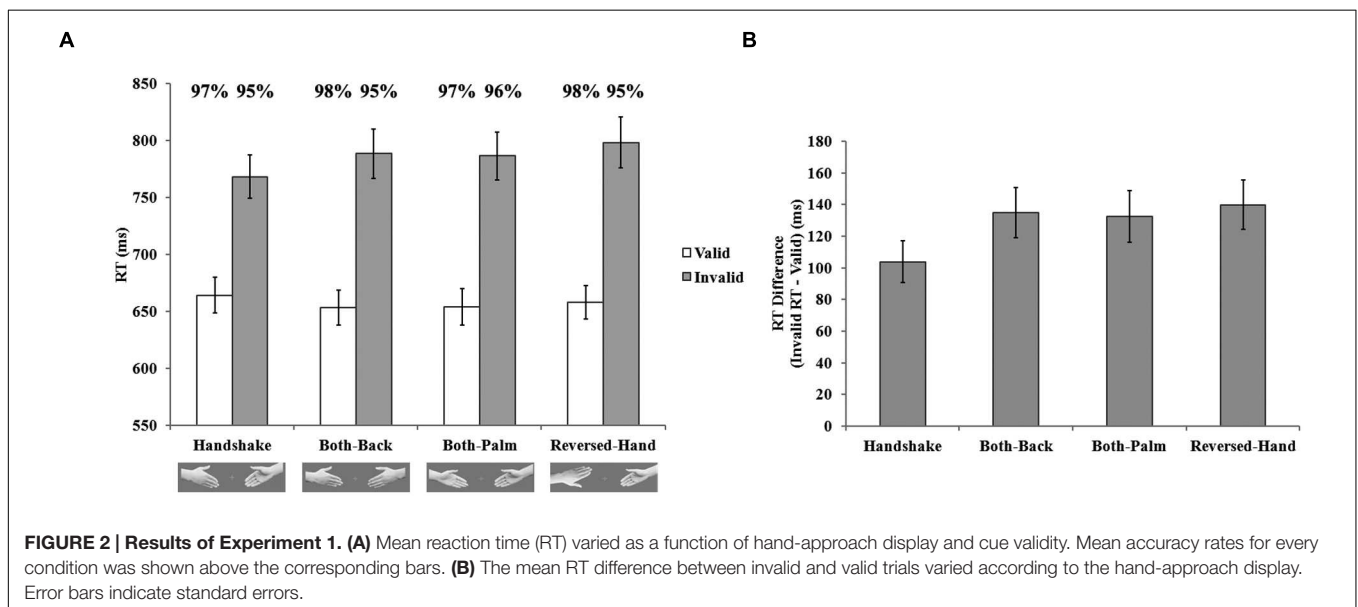 A
RT (ms)
850
800
750
700
650
600
550
97% 95% 98% 95% 97% 96% 98% 95%
Handshake Both-Back Both-Palm Reversed-Hand
Valid
Invalid
B
RT Difference
(Invalid RT - Valid) (ms)
180
160
140
120
100
80
60
40
20
0
Handshake Both-Back Both-Palm Reversed-Hand
FIGURE 2 | Results of Experiment 1. (A) Mean reaction time (RT) varied as a function of hand-approach display and cue validity. Mean accuracy rates for every
condition was shown above the corresponding bars. (B) The mean RT difference between invalid and valid trials varied according to the hand-approach display.
Error bars indicate standard errors.